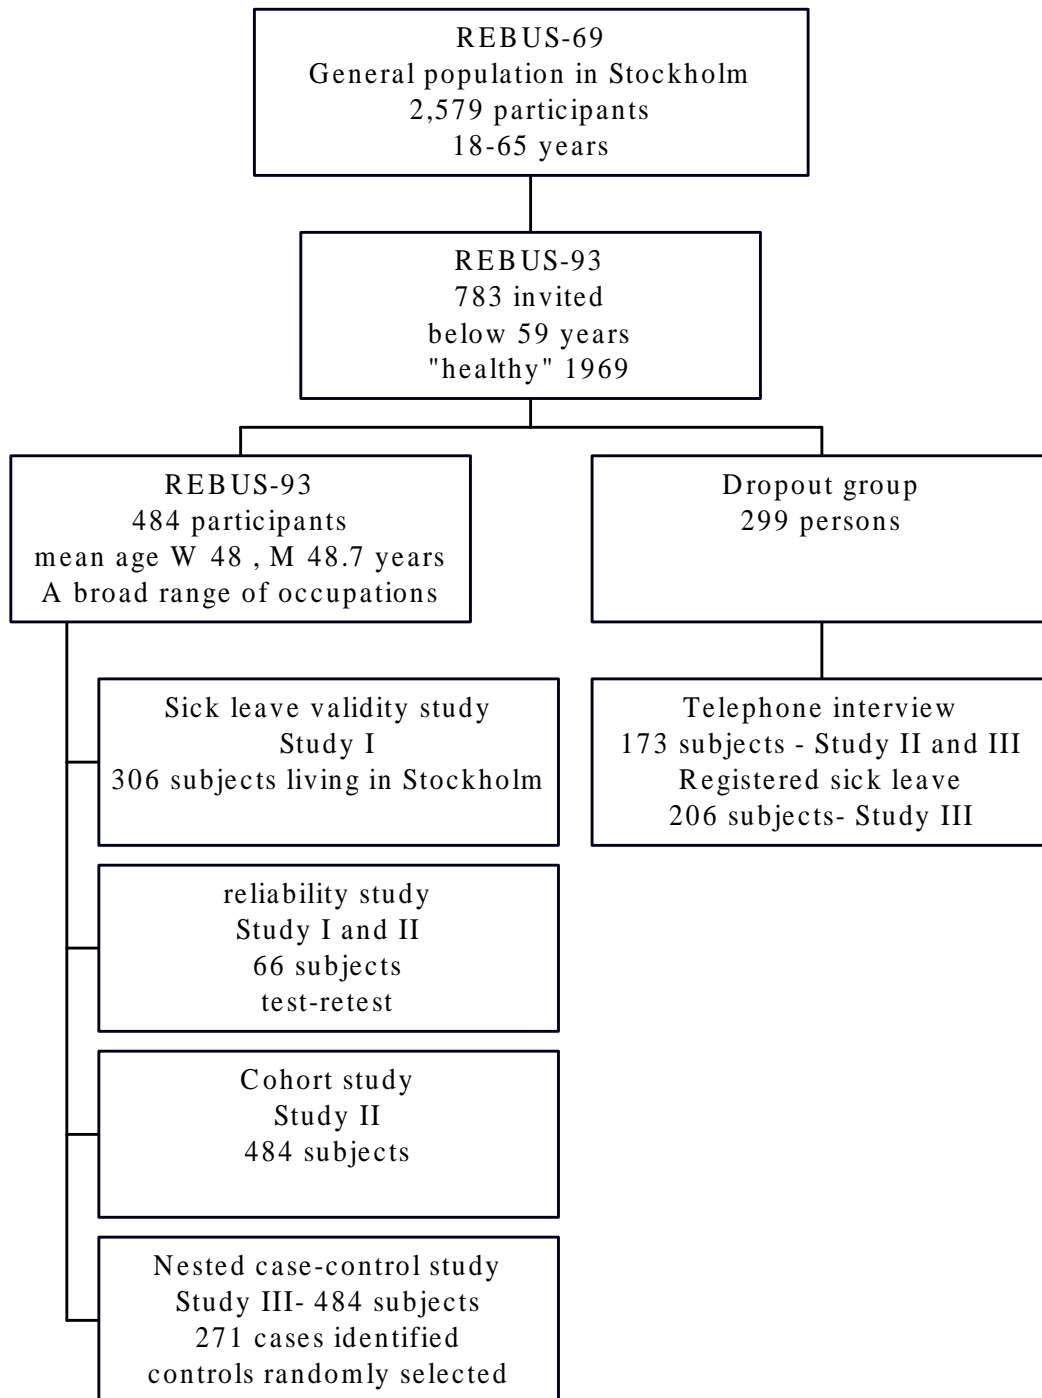 REBUS-69
General population in Stockholm
2,579 participants
18-65 years
REBUS-93
783 invited
below 59 years
"healthy" 1969
REBUS-93
484 participants
mean age W 48 , M 48.7 years
A broad range of occupations
Dropout group
299 persons
Sick leave validity study
Study I
306 subjects living in Stockholm
Telephone interview
173 subjects - Study II and III
Registered sick leave
206 subjects- Study III
reliability study
Study I and II
66 subjects
test-retest
Cohort study
Study II
484 subjects
Nested case-control study
Study III- 484 subjects
271 cases identified
controls randomly selected